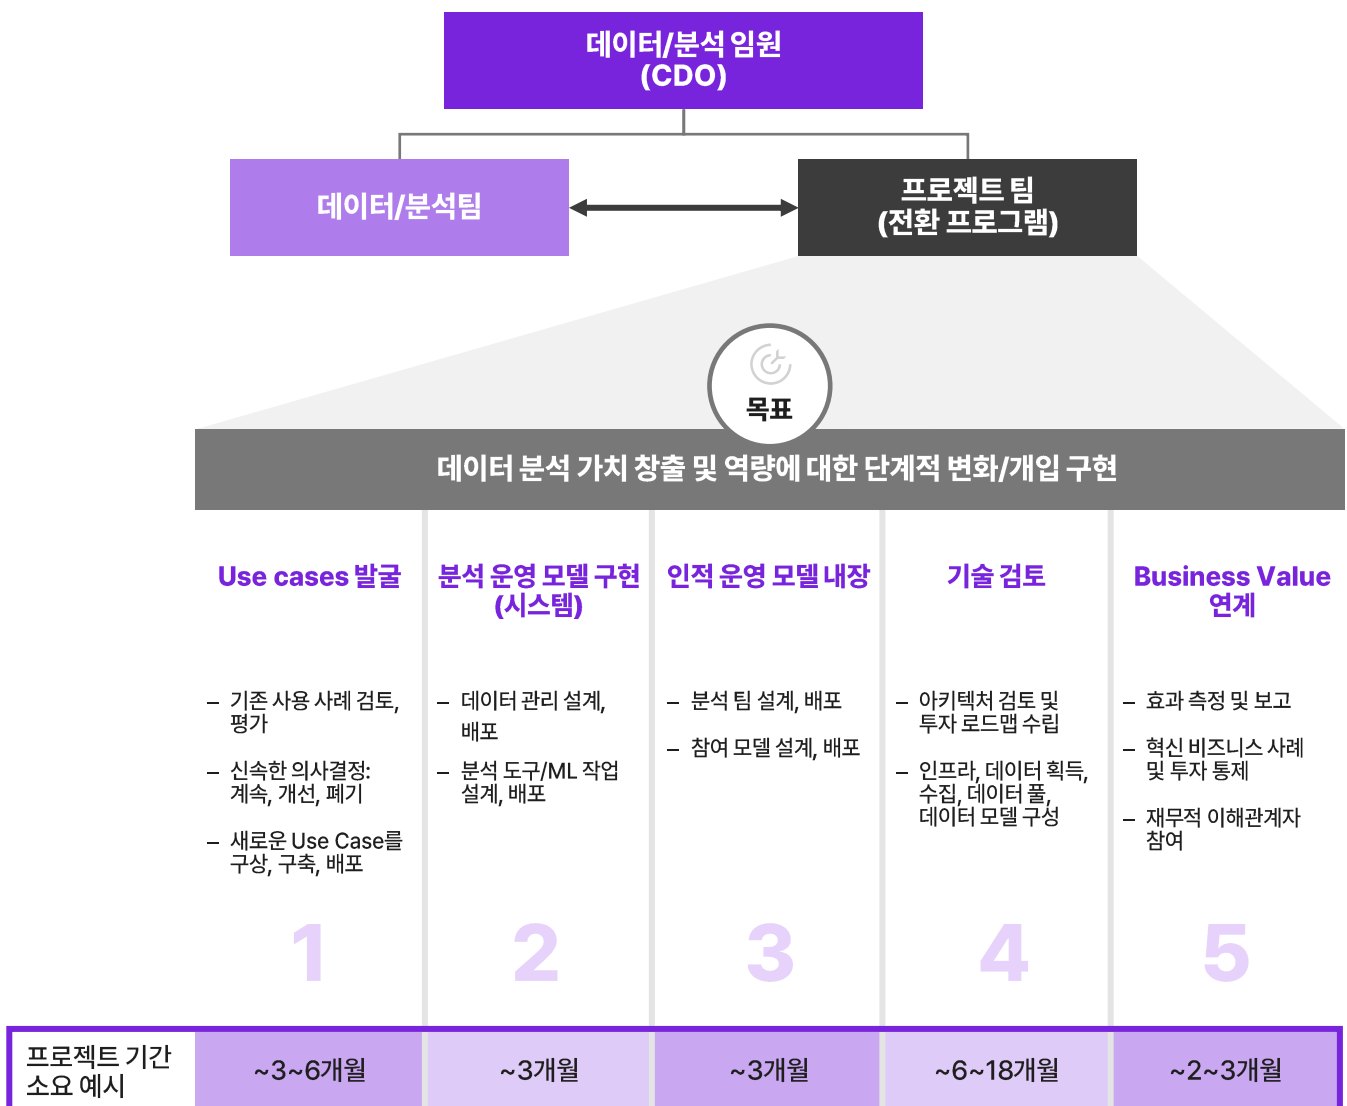 데이터/분석 임원
(CDO)
데이터/분석팀
프로젝트 팀
(전환 프로그램)
목표
데이터 분석 가치 창출 및 역량에 대한 단계적 변화/개입 구현
Use cases 발굴
– 기존 사용 사례 검토,
평가
– 신속한 의사결정:
계속, 개선, 폐기
– 새로운 Use Case를
구상, 구축, 배포
1
분석 운영 모델 구현
(시스템)
– 데이터 관리 설계,
배포
– 분석 도구/ML 작업
설계, 배포
2
인적 운영 모델 내장
– 분석 팀 설계, 배포
– 참여 모델 설계, 배포
3
기술 검토
– 아키텍처 검토 및
투자 로드맵 수립
– 인프라, 데이터 획득,
수집, 데이터 풀,
데이터 모델 구성
4
Business Value
연계
– 효과 측정 및 보고
– 혁신 비즈니스 사례
및 투자 통제
– 재무적 이해관계자
참여
5
프로젝트 기간
소요 예시
~3~6개월
~3개월
~3개월
~6~18개월
~2~3개월